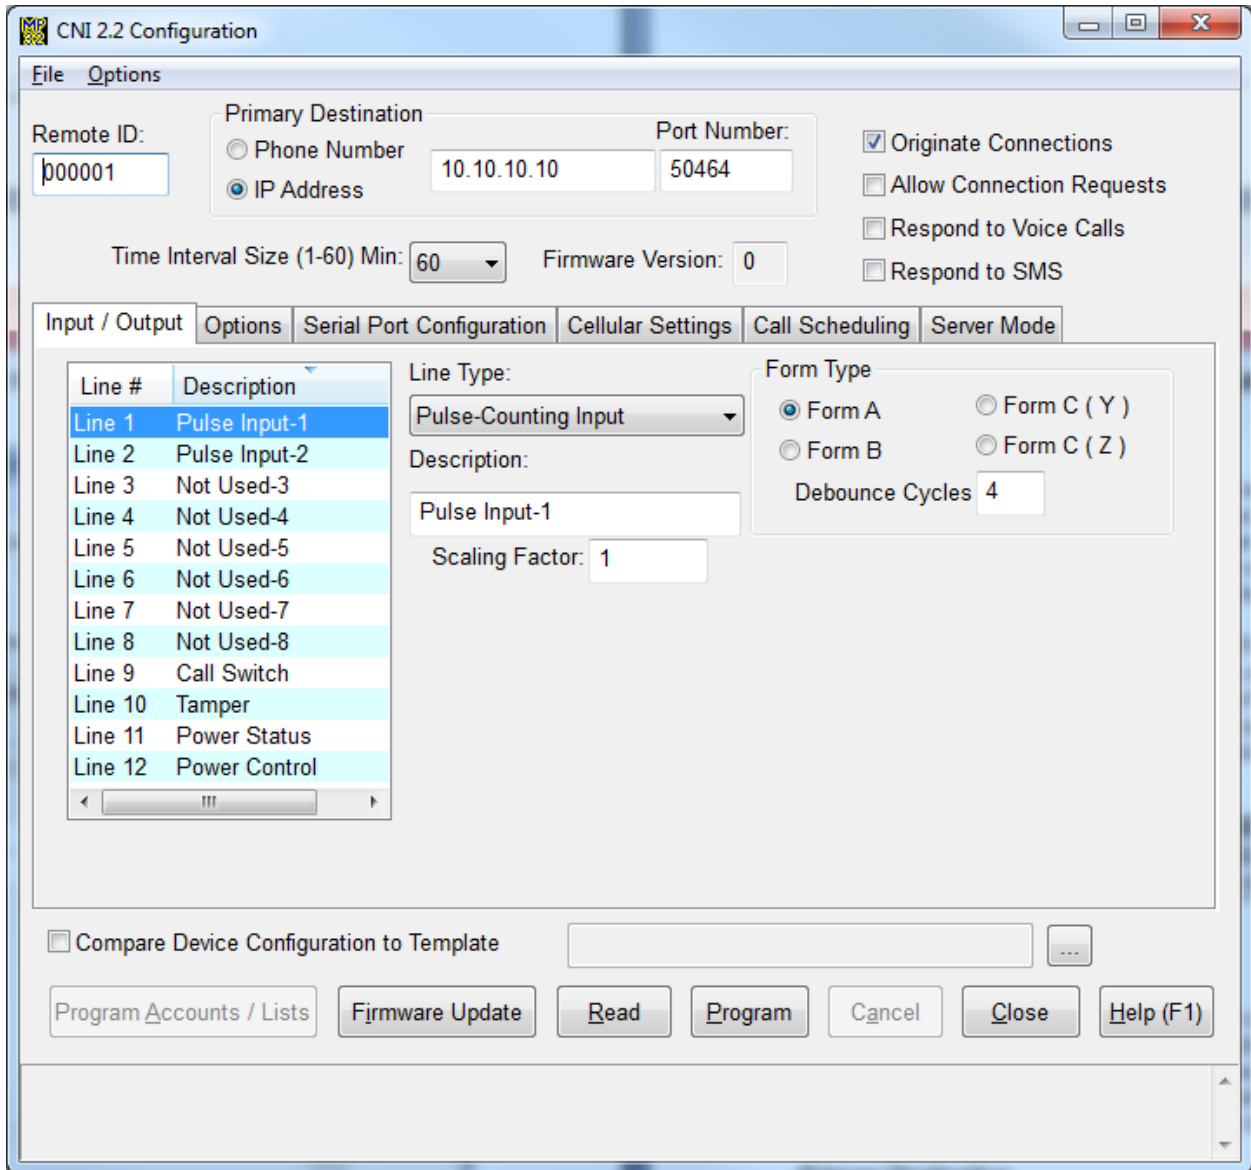 CNI 2.2 Configuration
File Options
Remote ID:
000001
Primary Destination
Phone Number
IP Address
10.10.10.10
Port Number:
50464
Originate Connections
Allow Connection Requests
Respond to Voice Calls
Respond to SMS
Time Interval Size (1-60) Min: 60
Firmware Version: 0
Input / Output Options Serial Port Configuration Cellular Settings Call Scheduling Server Mode
Line # Description
Line 1 Pulse Input-1
Line 2 Pulse Input-2
Line 3 Not Used-3
Line 4 Not Used-4
Line 5 Not Used-5
Line 6 Not Used-6
Line 7 Not Used-7
Line 8 Not Used-8
Line 9 Call Switch
Line 10 Tamper
Line 11 Power Status
Line 12 Power Control
Line Type:
Pulse-Counting Input
Description:
Pulse Input-1
Scaling Factor: 1
Form Type
Form A Form C ( Y )
Form B Form C ( Z )
Debounce Cycles 4
Compare Device Configuration to Template
...
Program Accounts / Lists Firmware Update Read Program Cancel Close Help (F1)